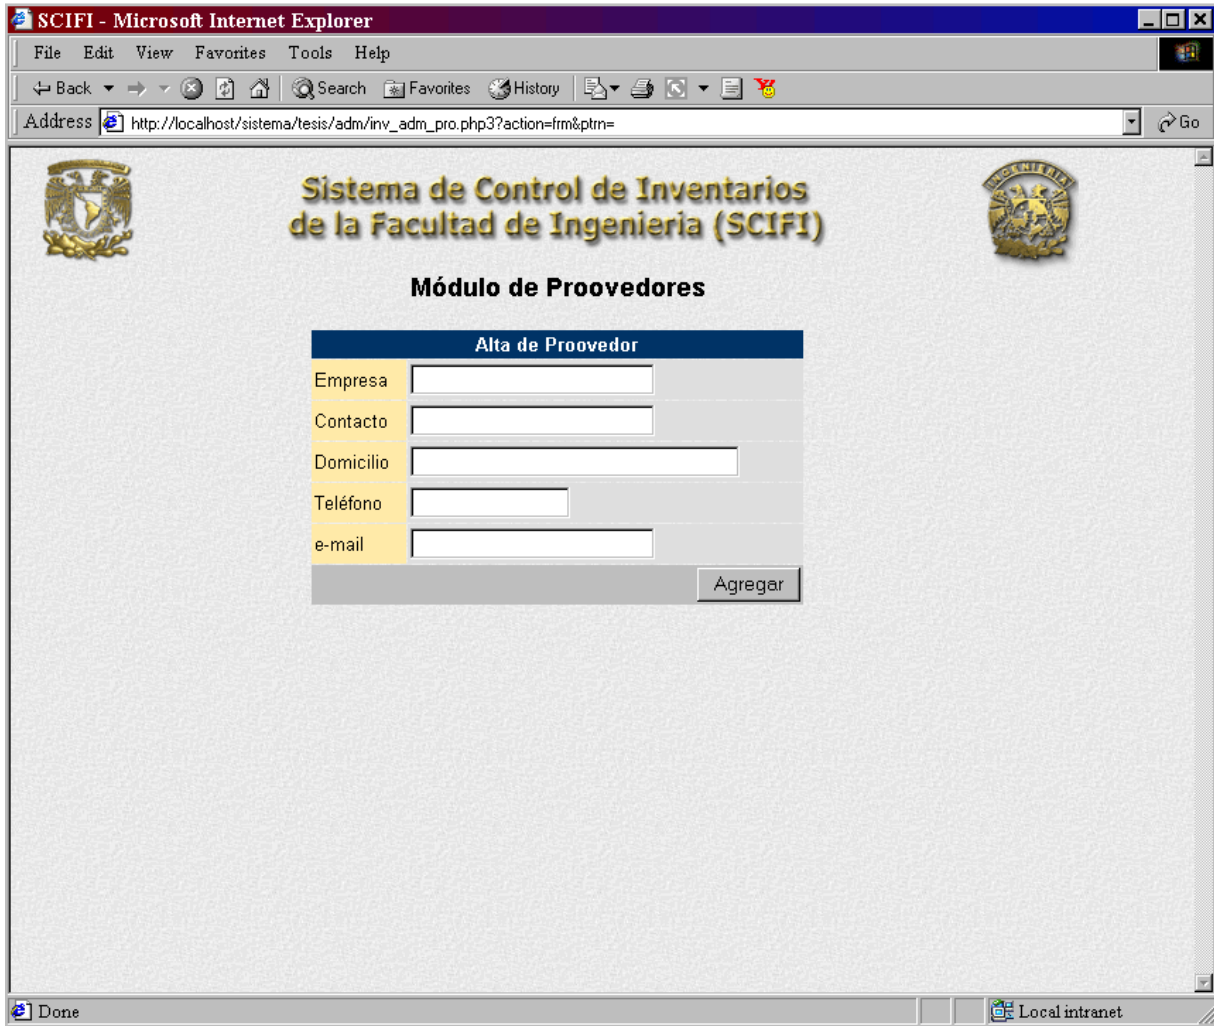 SCIFI - Microsoft Internet Explorer
File Edit View Favorites Tools Help
Back Search Favorites History
Address http://localhost/sistema/tesis/adm/inv_adm_pro.php3?action=frm&ptrn= Go
Sistema de Control de Inventarios
de la Facultad de Ingenieria (SCIFI)
INGENIERIA
Módulo de Proovedores
Alta de Proovedor
Empresa
Contacto
Domicilio
Teléfono
e-mail
Agregar
Done Local intranet